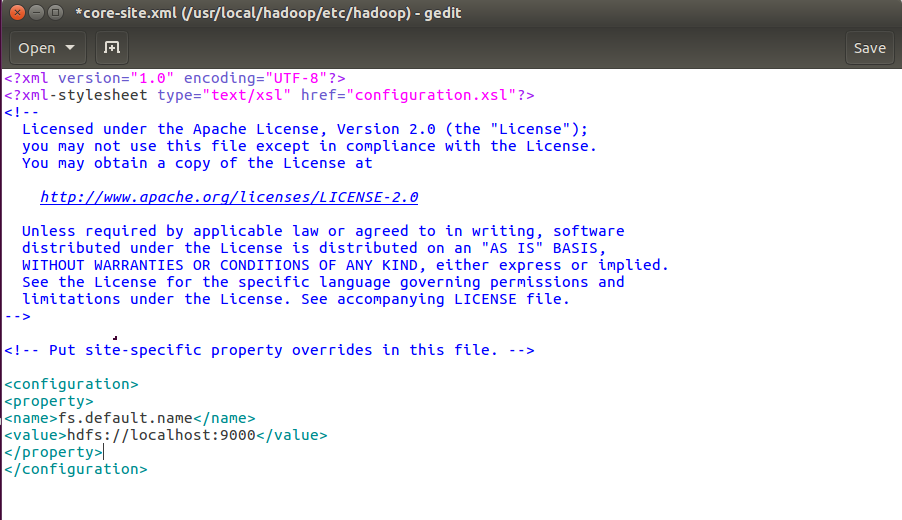 *core-site.xml (/usr/local/hadoop/etc/hadoop) - gedit
Open Save
<?xml version="1.0" encoding="UTF-8"?>
<?xml-stylesheet type="text/xsl" href="configuration.xsl"?>
<!--
  Licensed under the Apache License, Version 2.0 (the "License");
  you may not use this file except in compliance with the License.
  You may obtain a copy of the License at

    http://www.apache.org/licenses/LICENSE-2.0

  Unless required by applicable law or agreed to in writing, software
  distributed under the License is distributed on an "AS IS" BASIS,
  WITHOUT WARRANTIES OR CONDITIONS OF ANY KIND, either express or implied.
  See the License for the specific language governing permissions and
  limitations under the License. See accompanying LICENSE file.
-->

<!-- Put site-specific property overrides in this file. -->

<configuration>
<property>
<name>fs.default.name</name>
<value>hdfs://localhost:9000</value>
</property>
</configuration>